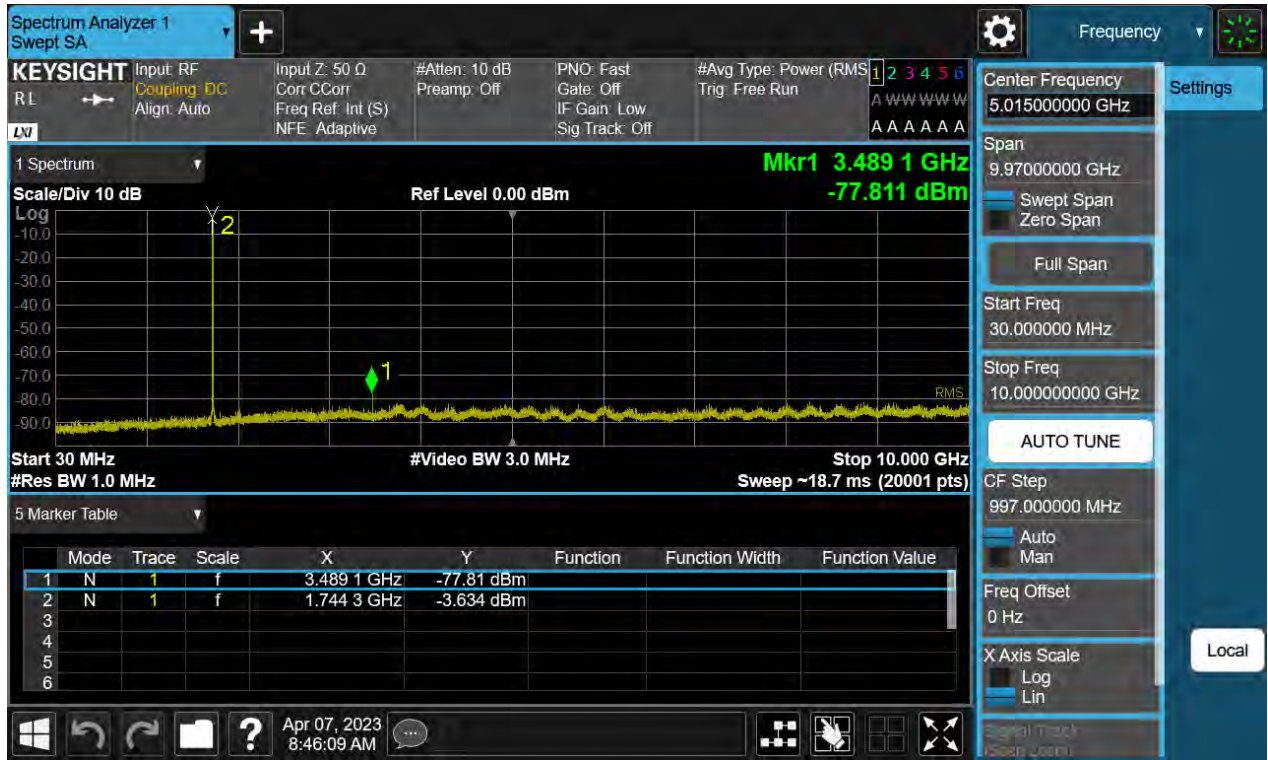 Spectrum Analyzer 1
Swept SA
+
Frequency
KEYSIGHT
RL
LXI
Input: RF
Coupling: DC
Align: Auto
Input Z: 50 Ω
Corr CCorr
Freq Ref: Int (S)
NFE: Adaptive
#Atten: 10 dB
Preamp: Off
PNO: Fast
Gate: Off
IF Gain: Low
Sig Track: Off
#Avg Type: Power (RMS
Trig: Free Run
1 2 3 4 5 6
A W W W W W
A A A A A A
1 Spectrum
Mkr1 3.489 1 GHz
Scale/Div 10 dB
Ref Level 0.00 dBm
-77.811 dBm
Log
2
-10.0
-20.0
-30.0
-40.0
-50.0
-60.0
1
-70.0
-80.0
RMS
-90.0
Start 30 MHz
#Video BW 3.0 MHz
Stop 10.000 GHz
#Res BW 1.0 MHz
Sweep ~18.7 ms (20001 pts)
5 Marker Table
Mode Trace Scale X Y Function Function Width Function Value
1 N 1 f 3.489 1 GHz -77.81 dBm
2 N 1 f 1.744 3 GHz -3.634 dBm
3
4
5
6
Center Frequency
5.015000000 GHz
Settings
Span
9.97000000 GHz
Swept Span
Zero Span
Full Span
Start Freq
30.000000 MHz
Stop Freq
10.000000000 GHz
AUTO TUNE
CF Step
997.000000 MHz
Auto
Man
Freq Offset
0 Hz
X Axis Scale
Log
Lin
Local
Signal Track
(Span Zoom)
?
Apr 07, 2023
8:46:09 AM